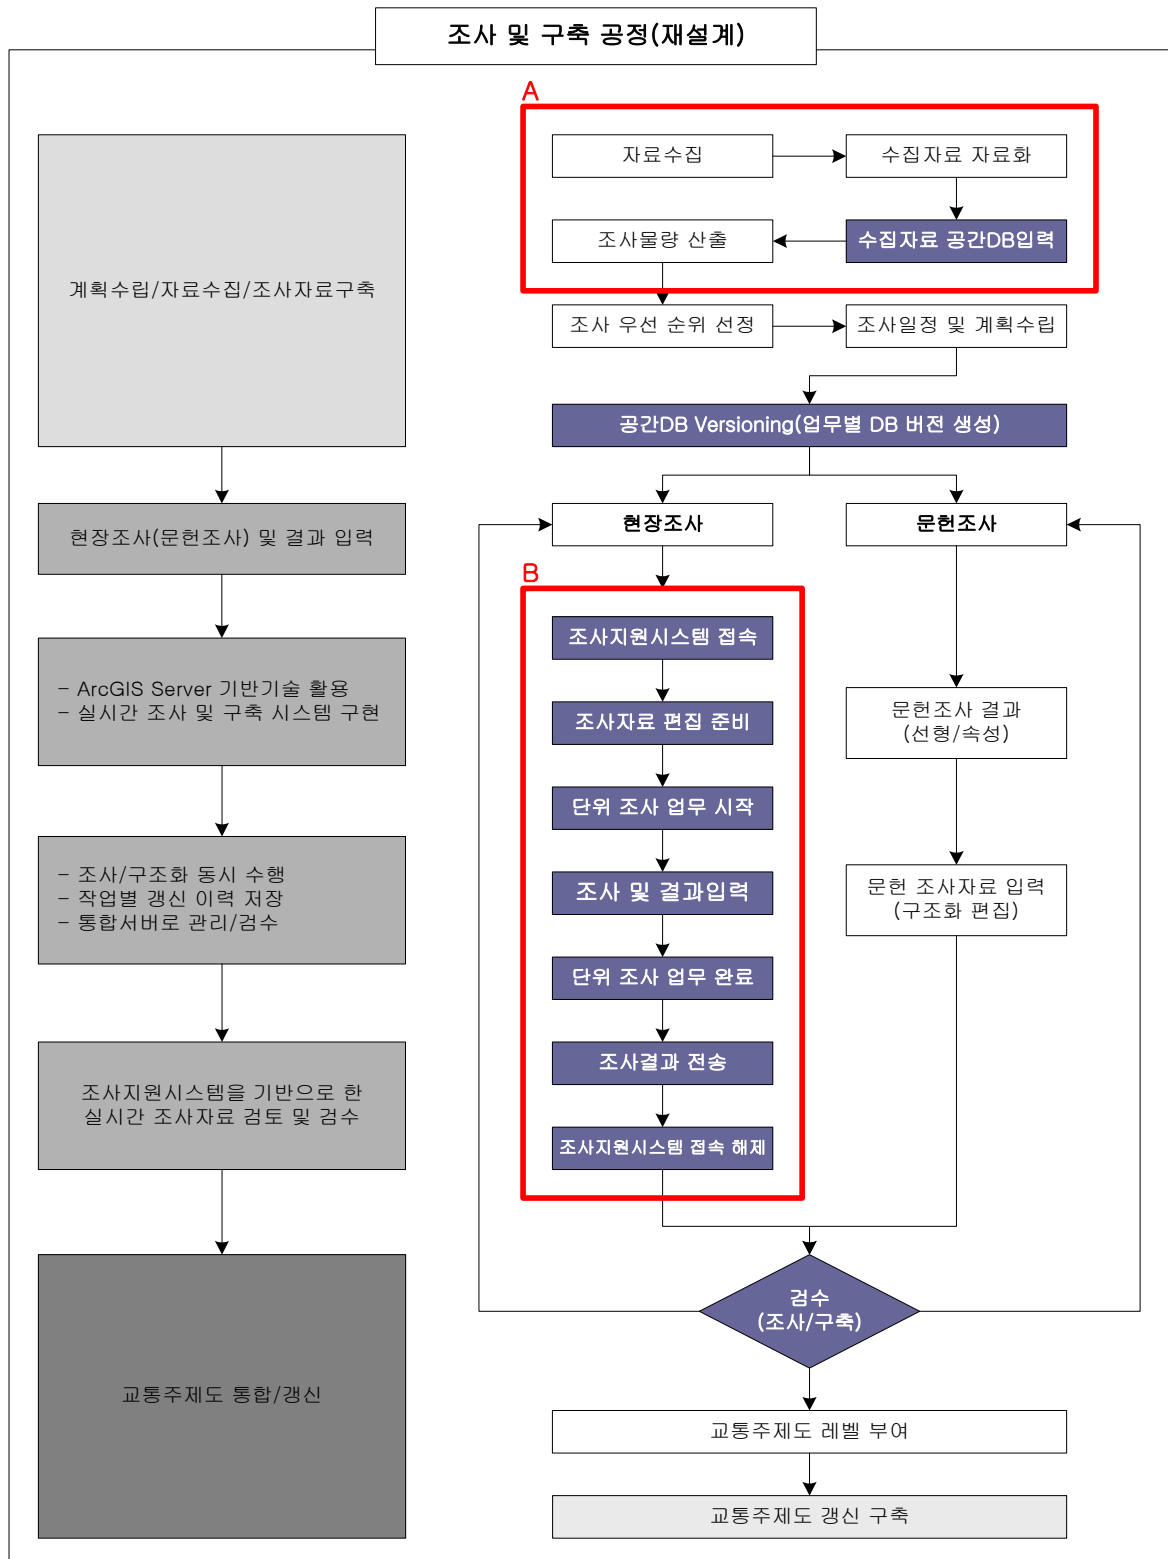 조사 및 구축 공정(재설계)
계획수립/자료수집/조사자료구축
현장조사(문헌조사) 및 결과 입력
- ArcGIS Server 기반기술 활용
- 실시간 조사 및 구축 시스템 구현
- 조사/구조화 동시 수행
- 작업별 갱신 이력 저장
- 통합서버로 관리/검수
조사지원시스템을 기반으로 한
실시간 조사자료 검토 및 검수
교통주제도 통합/갱신
A
자료수집
수집자료 자료화
조사물량 산출
수집자료 공간DB입력
조사 우선 순위 선정
조사일정 및 계획수립
공간DB Versioning(업무별 DB 버전 생성)
현장조사
문헌조사
B
조사지원시스템 접속
조사자료 편집 준비
단위 조사 업무 시작
조사 및 결과입력
단위 조사 업무 완료
조사결과 전송
조사지원시스템 접속 해제
문헌조사 결과
(선형/속성)
문헌 조사자료 입력
(구조화 편집)
검수
(조사/구축)
교통주제도 레벨 부여
교통주제도 갱신 구축